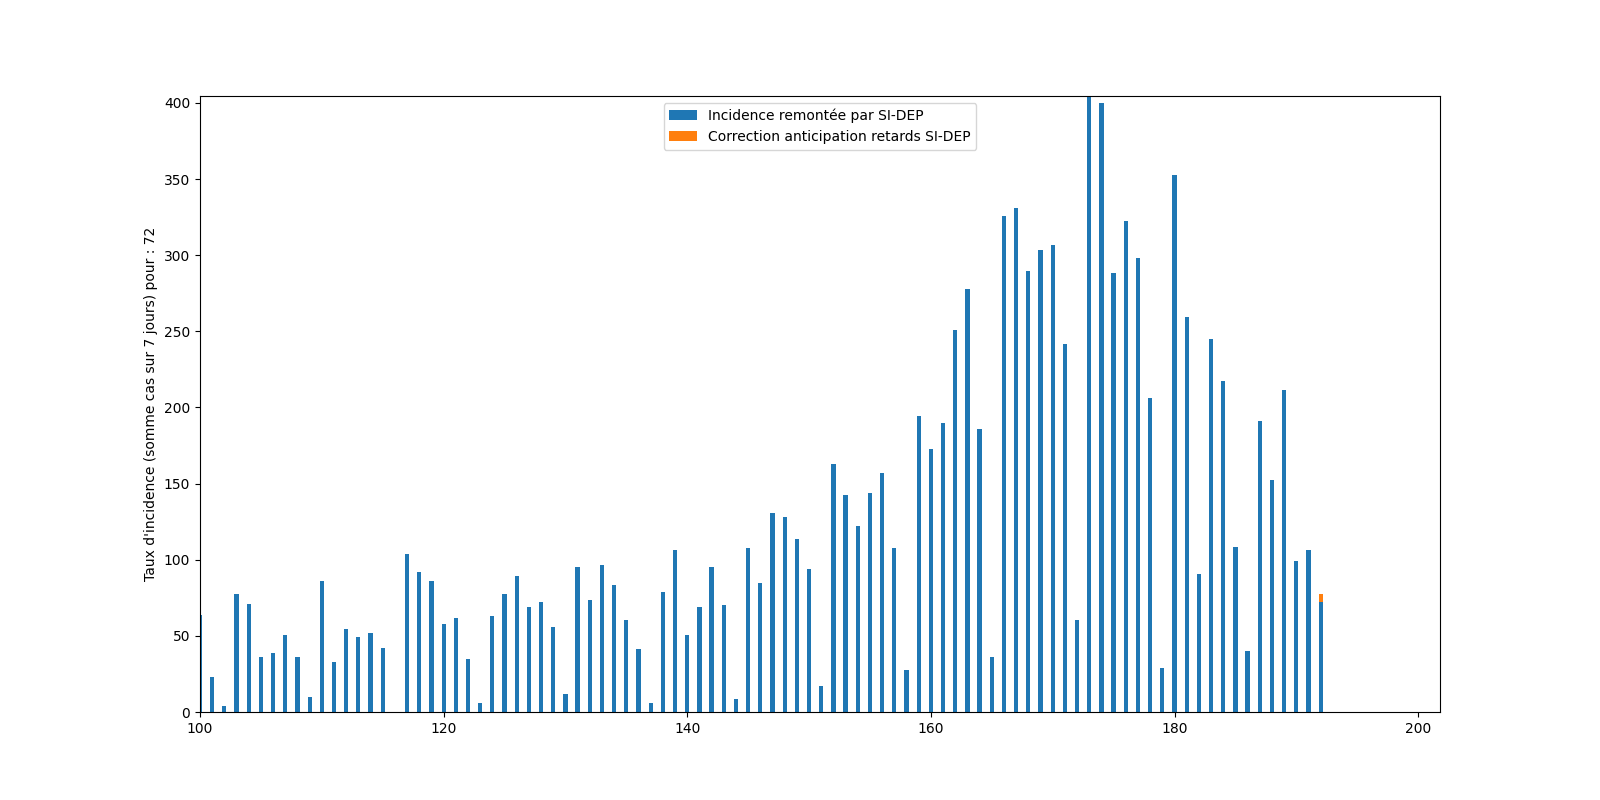 Incidence remontée par SI-DEP
Correction anticipation retards SI-DEP
Taux d'incidence (somme cas sur 7 jours) pour : 72
400
350
300
250
200
150
100
50
0
100 120 140 160 180 200